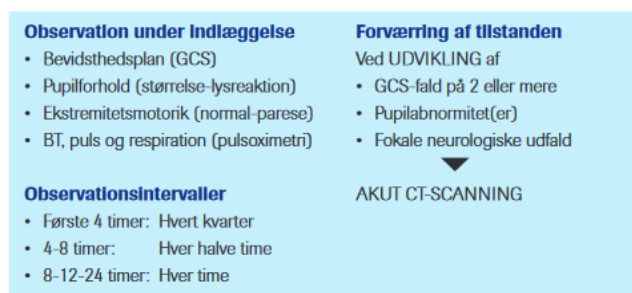 Observation under indlæggelse
• Bevidsthedsplan (GCS)
• Pupilforhold (størrelse-lysreaktion)
• Ekstremitetsmotorik (normal-parese)
• BT, puls og respiration (pulsoximetri)
Observationsintervaller
• Første 4 timer: Hvert kvarter
• 4-8 timer: Hver halve time
• 8-12-24 timer: Hver time
Forværring af tilstanden
Ved UDVIKLING af
• GCS-fald på 2 eller mere
• Pupilabnormitet(er)
• Fokale neurologiske udfald
AKUT CT-SCANNING